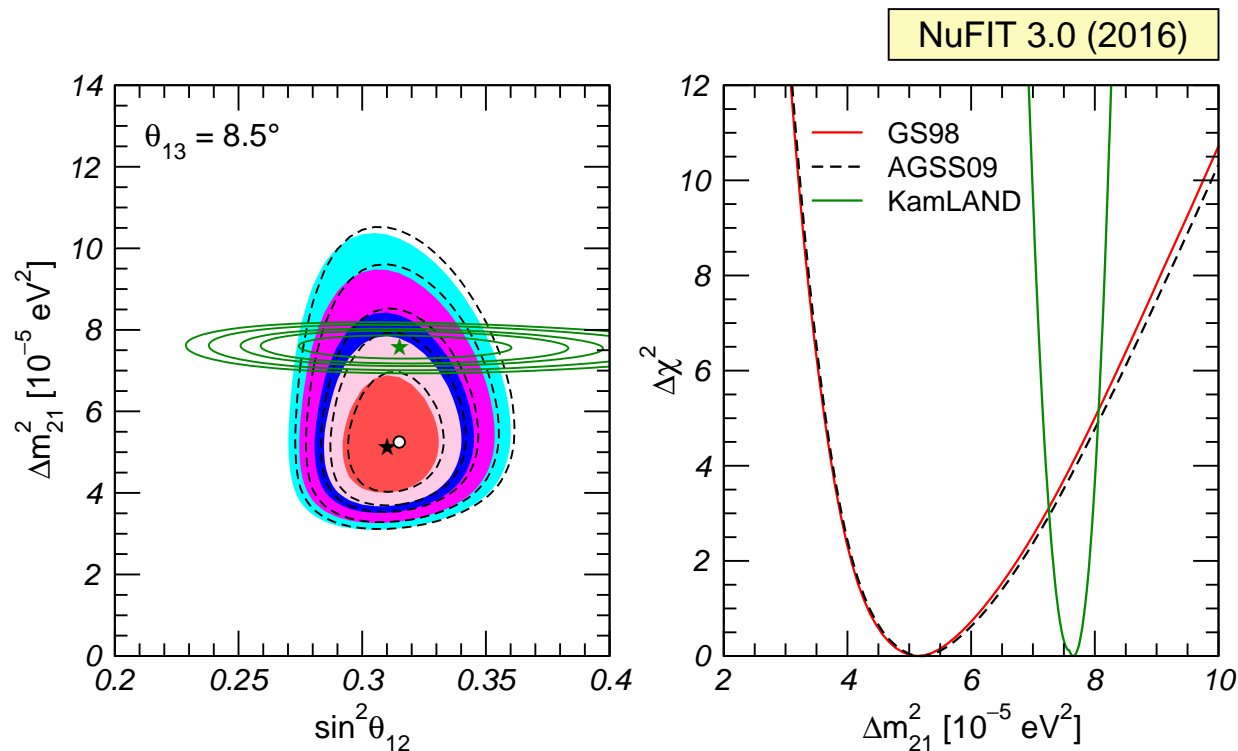 NuFIT 3.0 (2016)
θ13 = 8.5°
14
12
10
8
6
4
2
0
Δm²21 [10⁻⁵ eV²]
0.2 0.25 0.3 0.35 0.4
sin²θ12
GS98
AGSS09
KamLAND
12
10
8
6
4
2
0
Δχ²
2 4 6 8 10
Δm²21 [10⁻⁵ eV²]